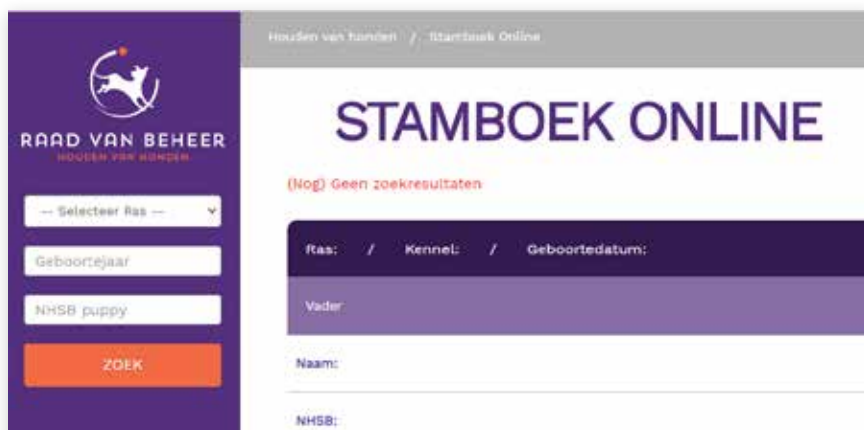 RAAD VAN BEHEER
HOUDEN VAN HONDEN
-- Selecteer Ras --
Geboortejaar
NHSB puppy
ZOEK
Houden van honden / Stamboek Online
STAMBOEK ONLINE
(Nog) Geen zoekresultaten
Ras: / Kennel: / Geboortedatum:
Vader
Naam:
NHSB: